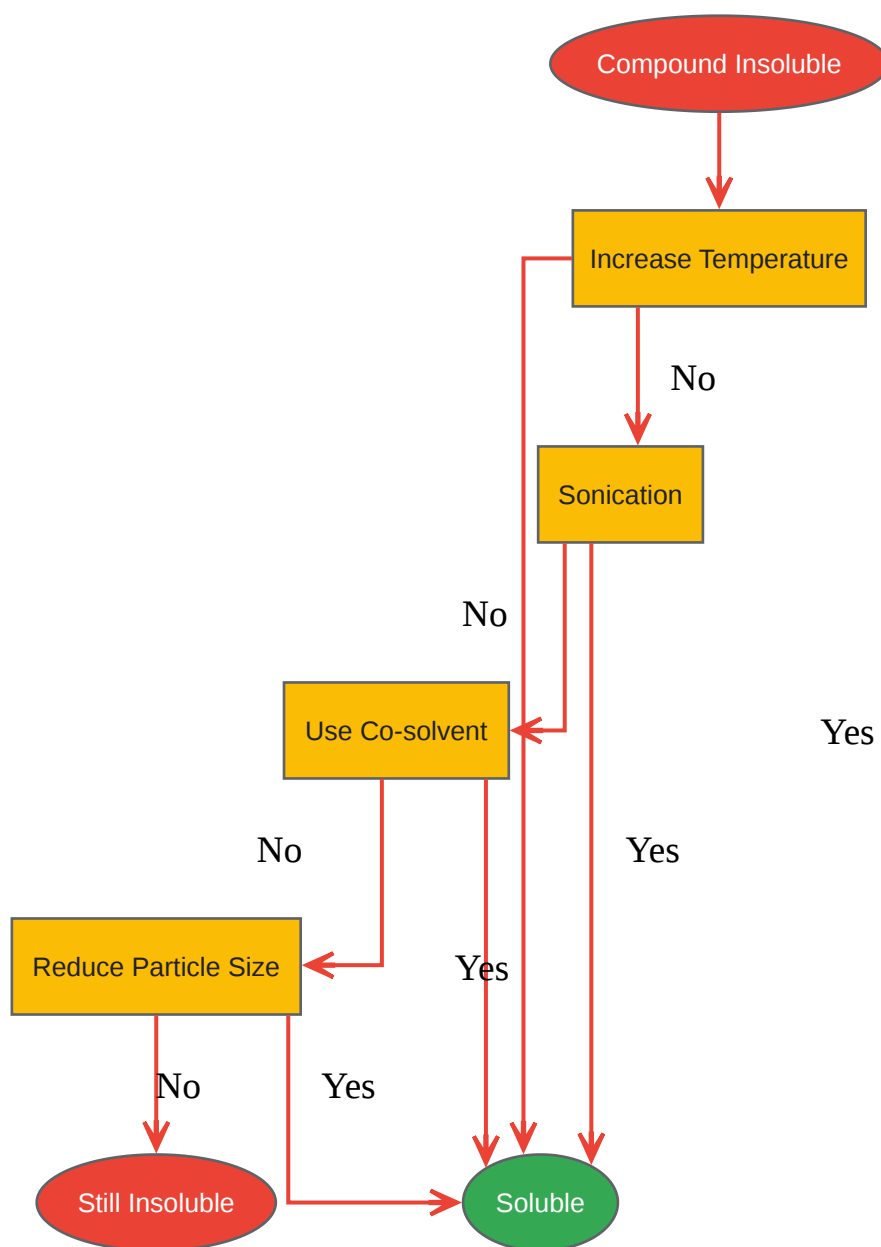 Compound Insoluble
Increase Temperature
No
Sonication
No
Use Co-solvent
Yes
No
Yes
Reduce Particle Size
Yes
No
Yes
Still Insoluble
Soluble